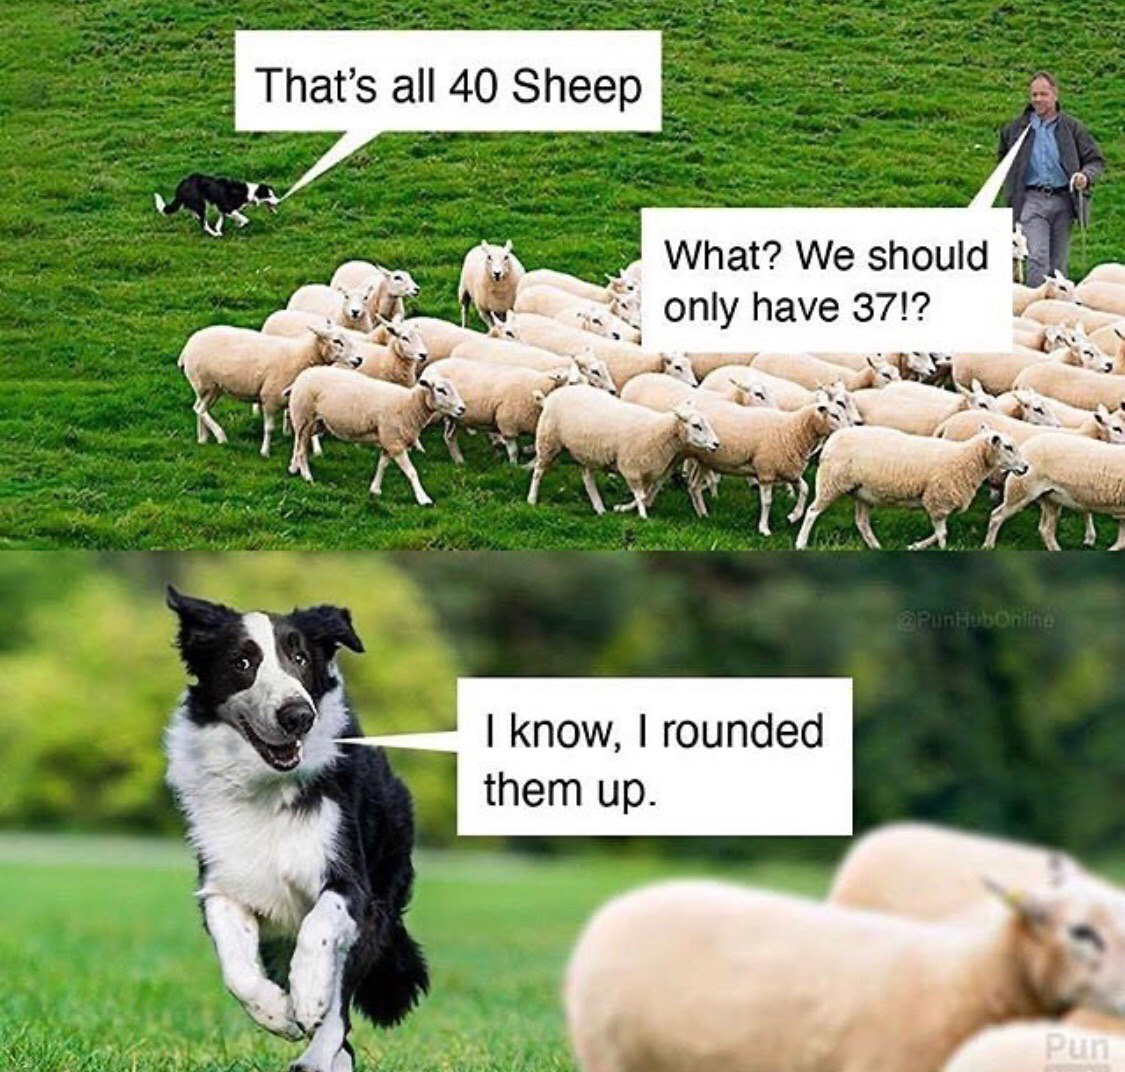 That's all 40 Sheep
What? We should
only have 37!?
@PunHubOnline
I know, I rounded
them up.
Pun